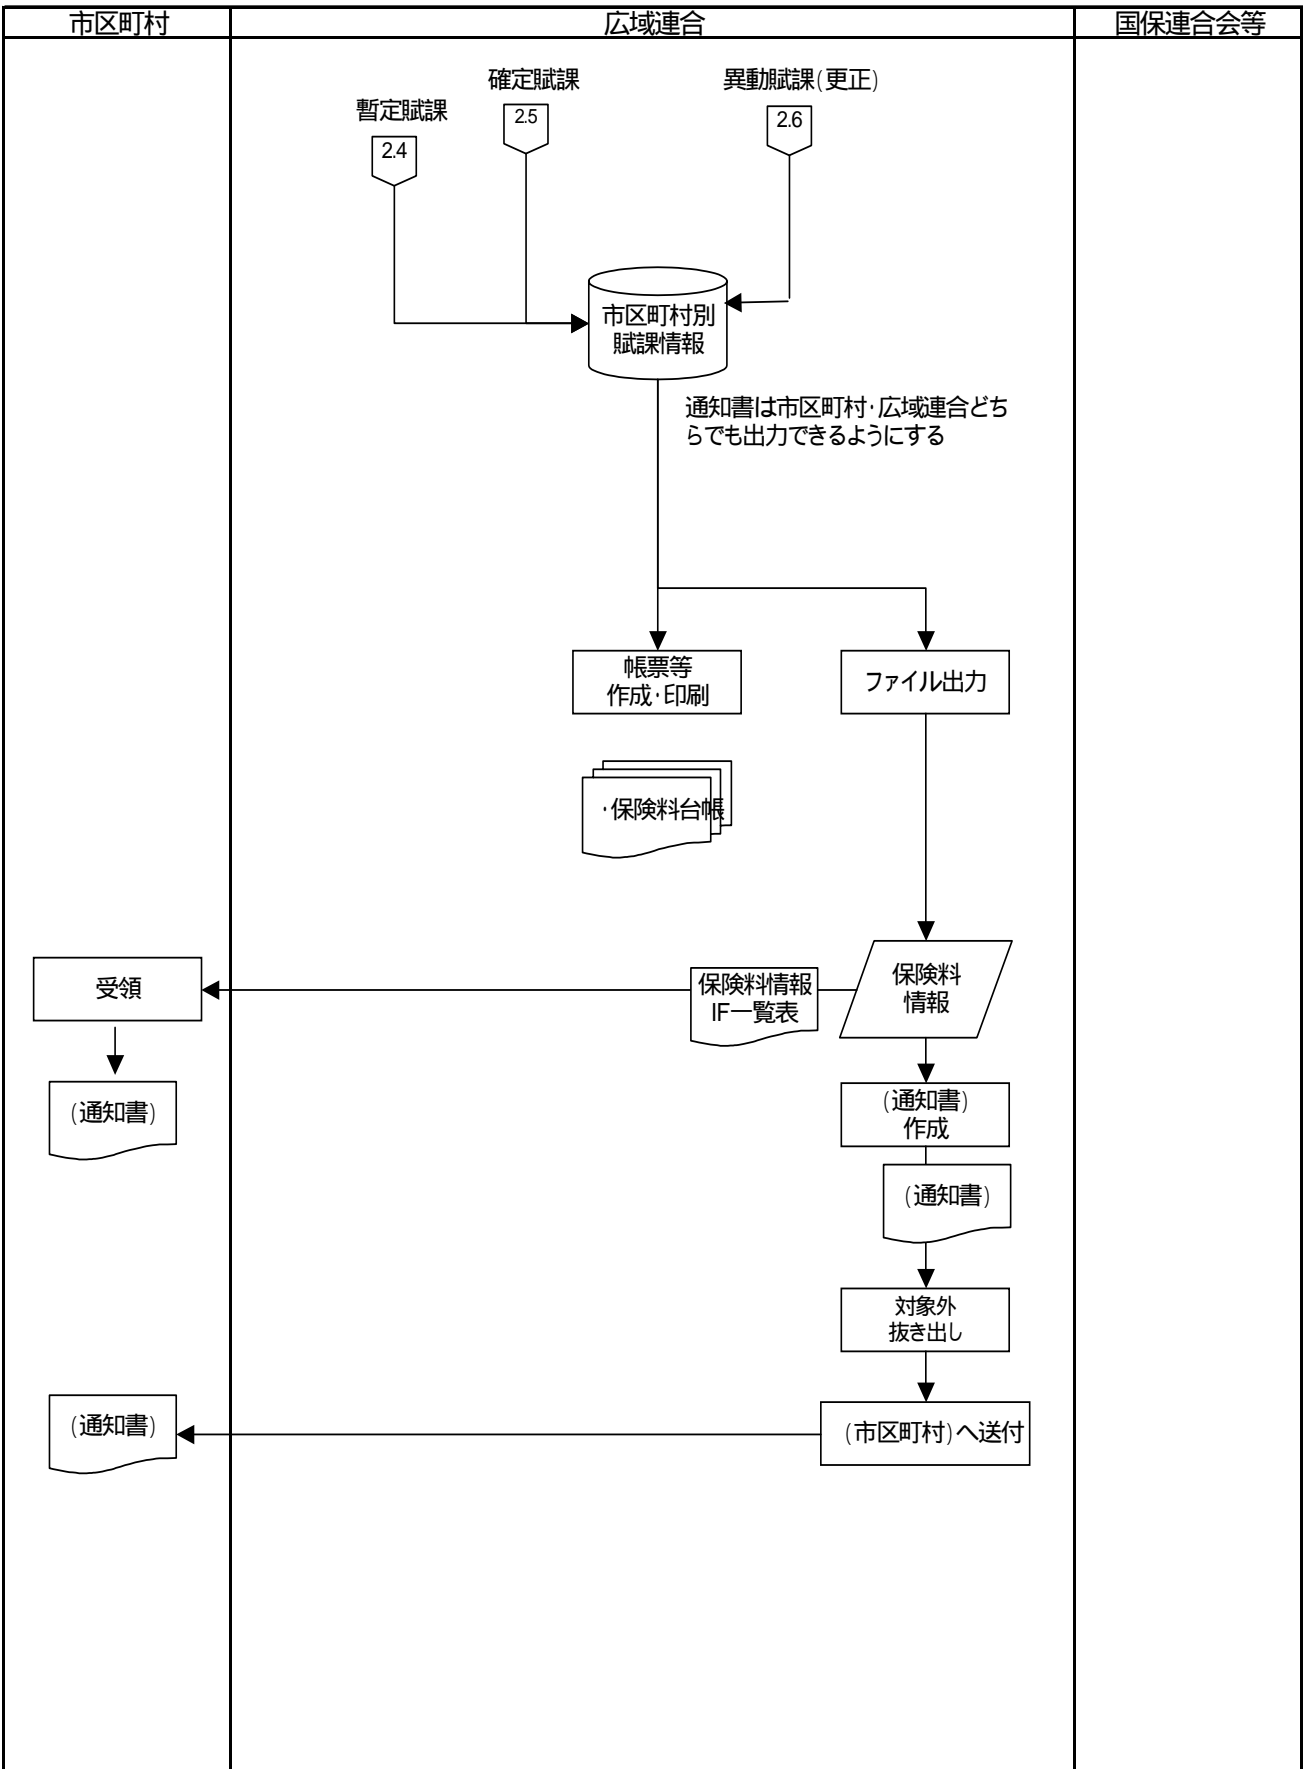 市区町村
広域連合
国保連合会等
暫定賦課
2.4
確定賦課
2.5
異動賦課(更正)
2.6
市区町村別
賦課情報
通知書は市区町村・広域連合どち
らでも出力できるようにする
帳票等
作成・印刷
ファイル出力
・保険料台帳
受領
保険料情報
IF一覧表
保険料
情報
(通知書)
(通知書)
作成
(通知書)
対象外
抜き出し
(通知書)
(市区町村)へ送付